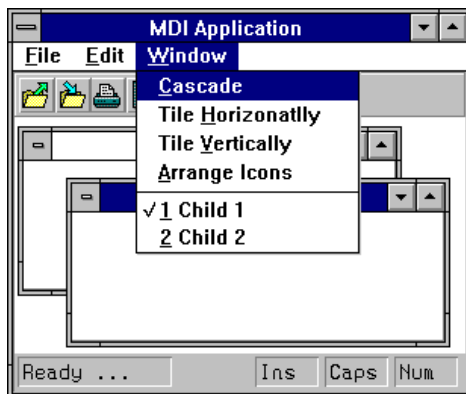 MDI Application
File Edit Window
Cascade
Tile Horizonatlly
Tile Vertically
Arrange Icons
√1 Child 1
2 Child 2
Ready ... Ins Caps Num